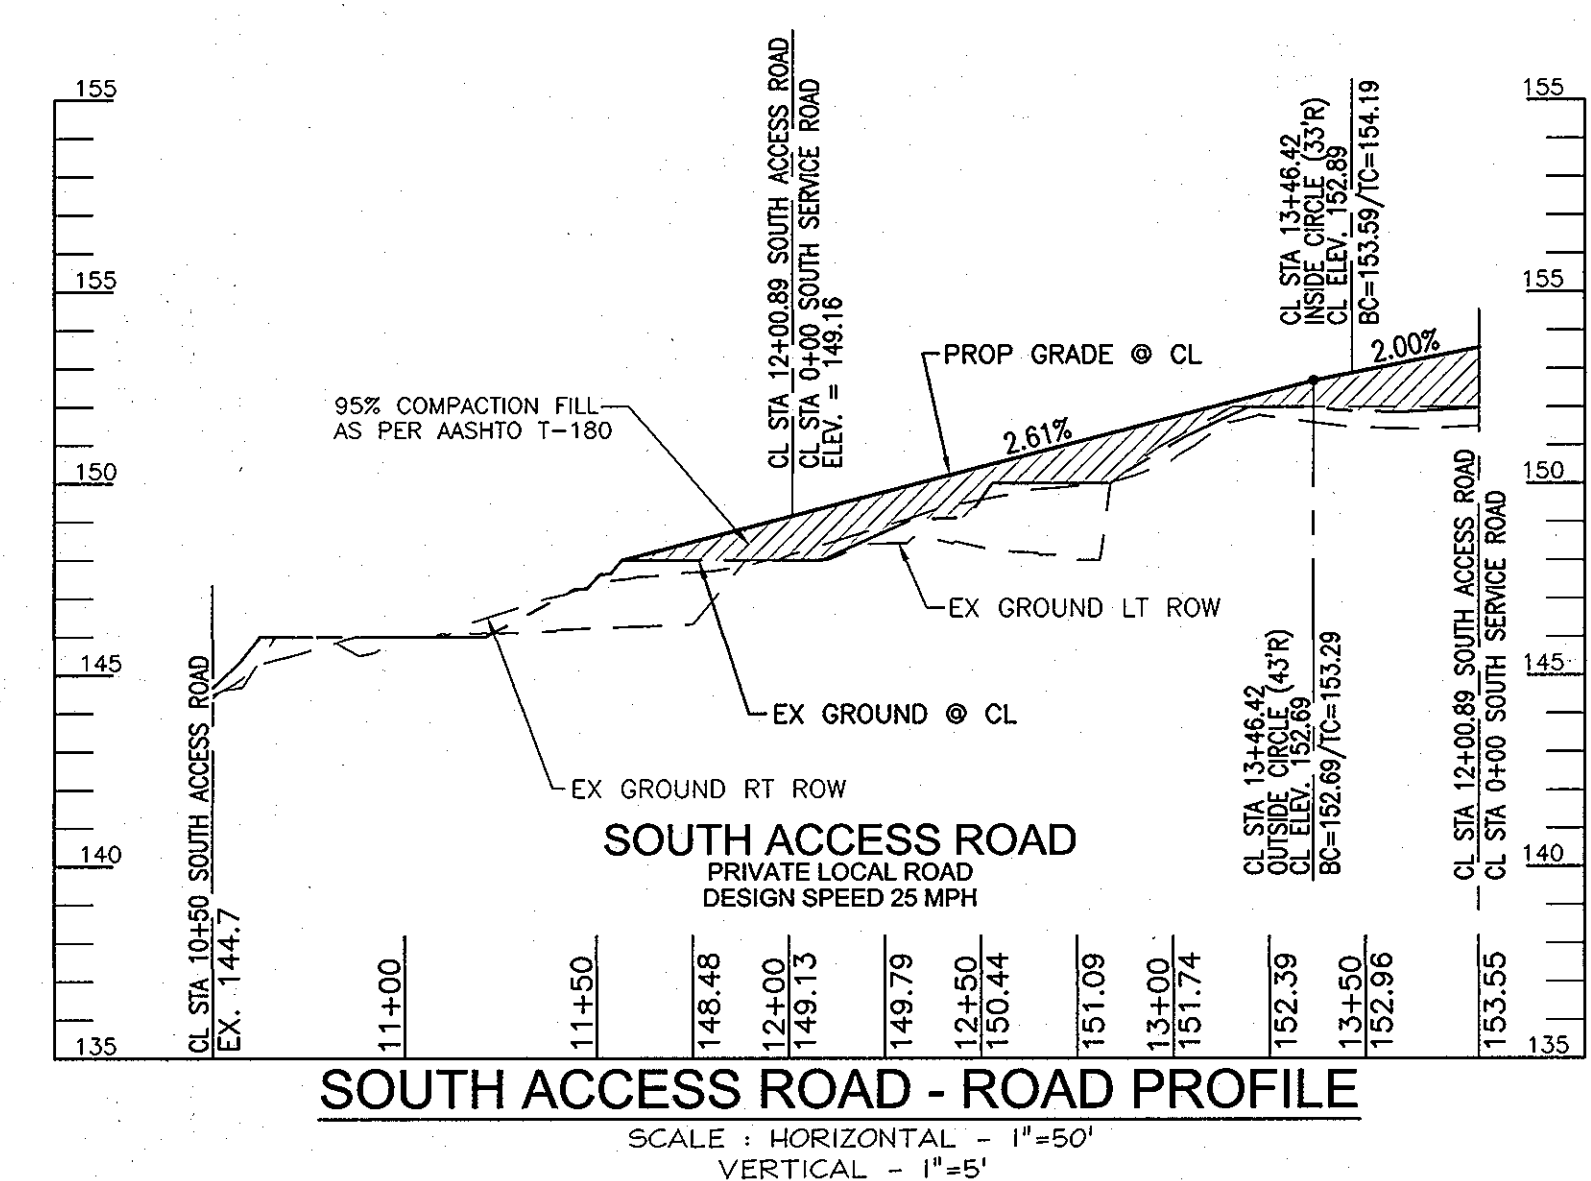 155
155
150
145
140
135
155
155
150
145
140
135
CL STA 12+00.89 SOUTH ACCESS ROAD
CL STA 0+00 SOUTH SERVICE ROAD
ELEV. = 149.16
CL STA 13+46.42
INSIDE CIRCLE (33'R)
CL ELEV. 152.89
BC=153.59/TC=154.19
PROP GRADE @ CL
2.00%
2.61%
95% COMPACTION FILL
AS PER AASHTO T-180
EX GROUND LT ROW
EX GROUND @ CL
EX GROUND RT ROW
CL STA 10+50 SOUTH ACCESS ROAD
EX. 144.7
CL STA 13+46.42
OUTSIDE CIRCLE (43'R)
CL ELEV. 152.69
BC=152.69/TC=153.29
CL STA 12+00.89 SOUTH ACCESS ROAD
CL STA 0+00 SOUTH SERVICE ROAD
SOUTH ACCESS ROAD
PRIVATE LOCAL ROAD
DESIGN SPEED 25 MPH
11+00
11+50
148.48
12+00
149.13
149.79
12+50
150.44
151.09
13+00
151.74
152.39
13+50
152.96
153.55
SOUTH ACCESS ROAD - ROAD PROFILE
SCALE : HORIZONTAL - 1"=50'
VERTICAL - 1"=5'